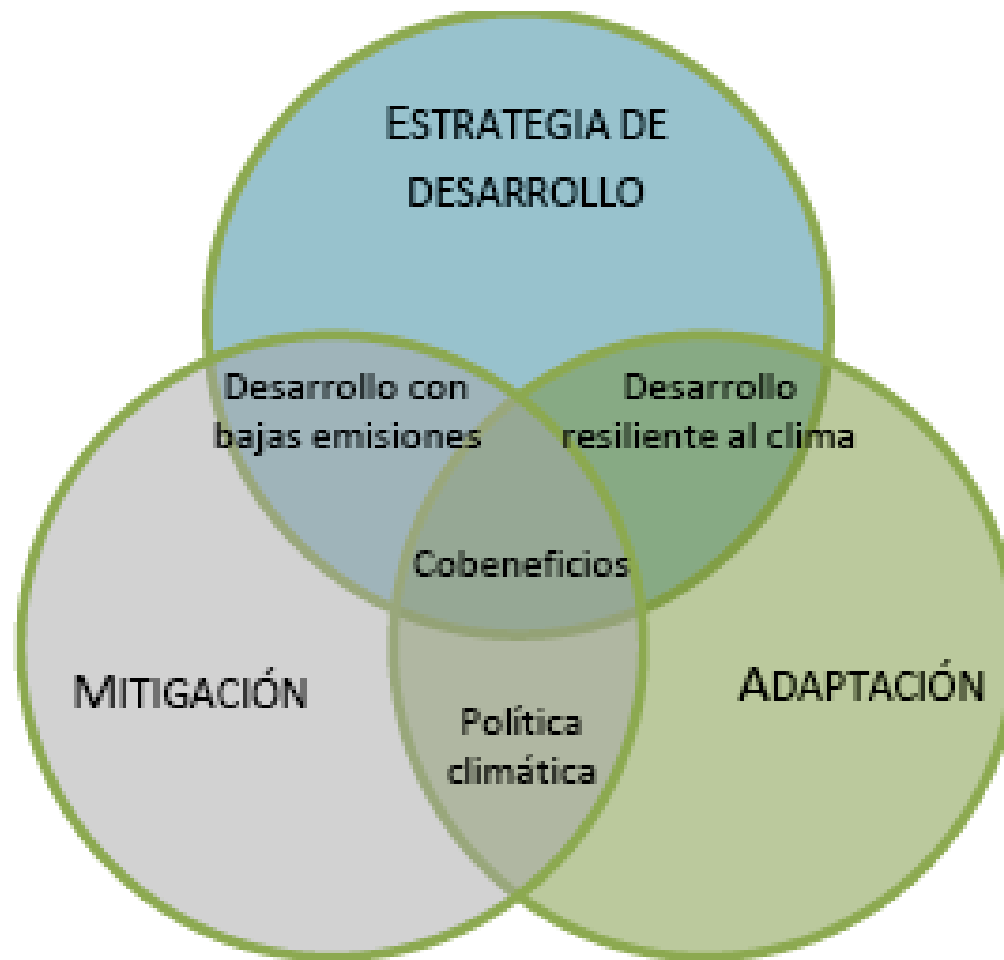 ESTRATEGIA DE
DESARROLLO
Desarrollo con
bajas emisiones
Desarrollo
resiliente al clima
Cobeneficios
MITIGACIÓN
ADAPTACIÓN
Política
climática